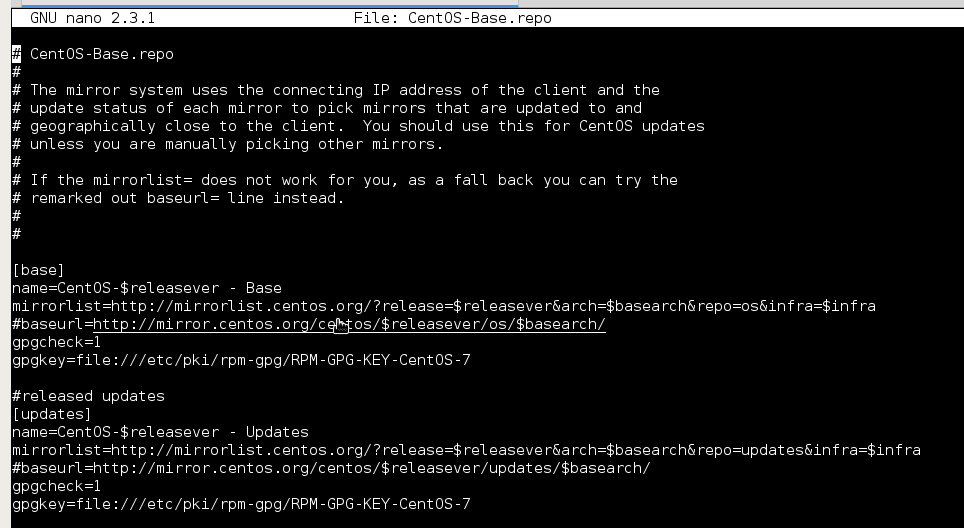 GNU nano 2.3.1 File: CentOS-Base.repo
# CentOS-Base.repo
#
# The mirror system uses the connecting IP address of the client and the
# update status of each mirror to pick mirrors that are updated to and
# geographically close to the client.  You should use this for CentOS updates
# unless you are manually picking other mirrors.
#
# If the mirrorlist= does not work for you, as a fall back you can try the
# remarked out baseurl= line instead.
#
#
[base]
name=CentOS-$releasever - Base
mirrorlist=http://mirrorlist.centos.org/?release=$releasever&arch=$basearch&repo=os&infra=$infra
#baseurl=http://mirror.centos.org/centos/$releasever/os/$basearch/
gpgcheck=1
gpgkey=file:///etc/pki/rpm-gpg/RPM-GPG-KEY-CentOS-7
#released updates
[updates]
name=CentOS-$releasever - Updates
mirrorlist=http://mirrorlist.centos.org/?release=$releasever&arch=$basearch&repo=updates&infra=$infra
#baseurl=http://mirror.centos.org/centos/$releasever/updates/$basearch/
gpgcheck=1
gpgkey=file:///etc/pki/rpm-gpg/RPM-GPG-KEY-CentOS-7